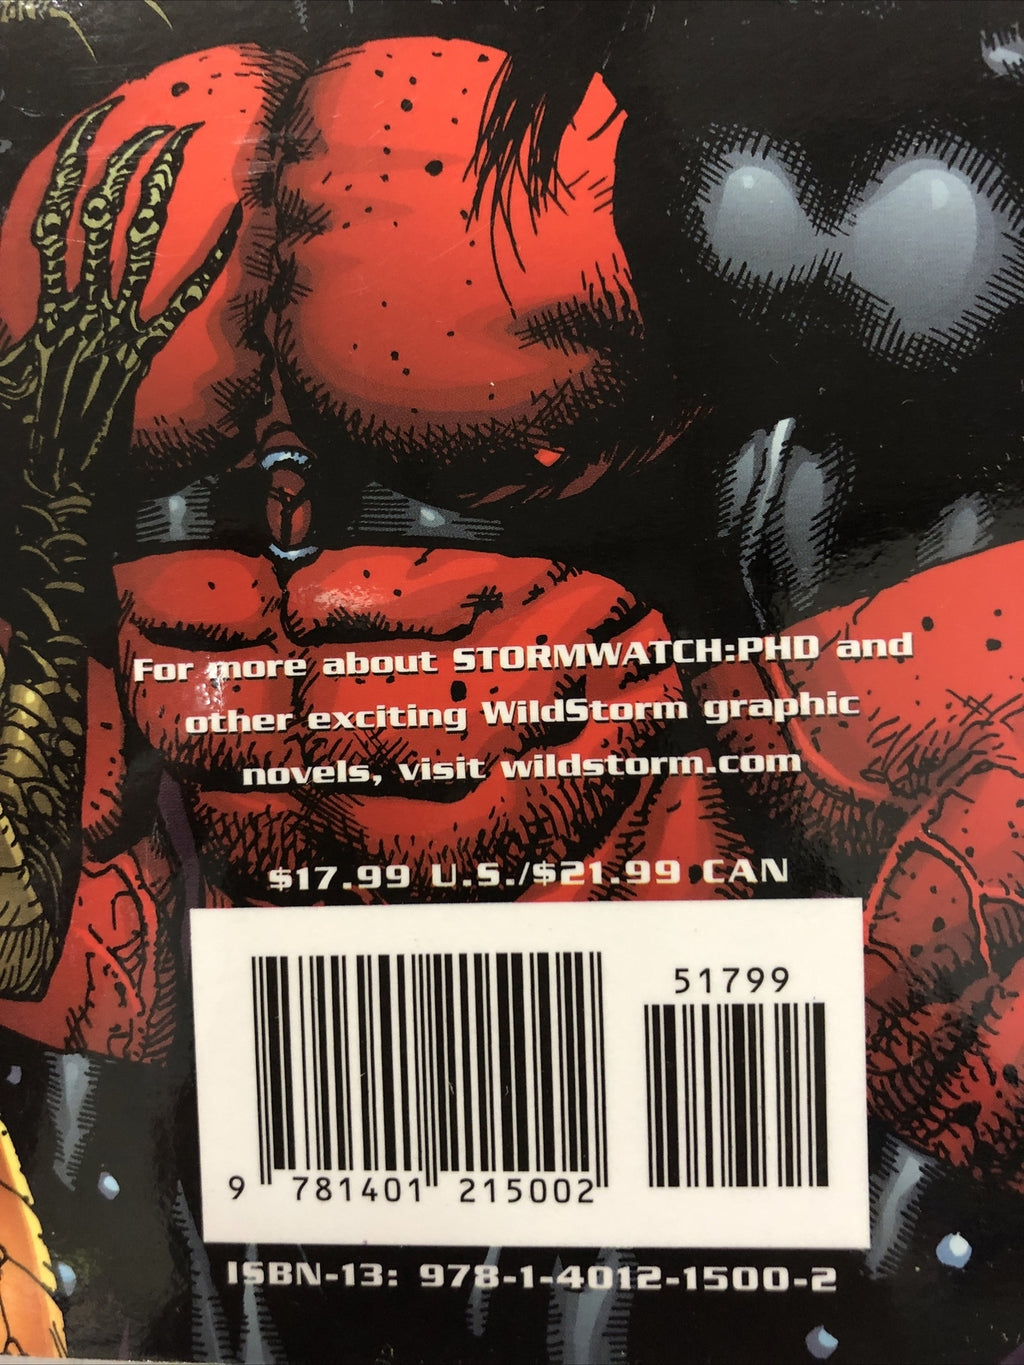 For more about STORMWATCH:PHD and
other exciting WildStorm graphic
novels, visit wildstorm.com
$17.99 U.S./$21.99 CAN
51799
9 781401 215002
ISBN-13: 978-1-4012-1500-2